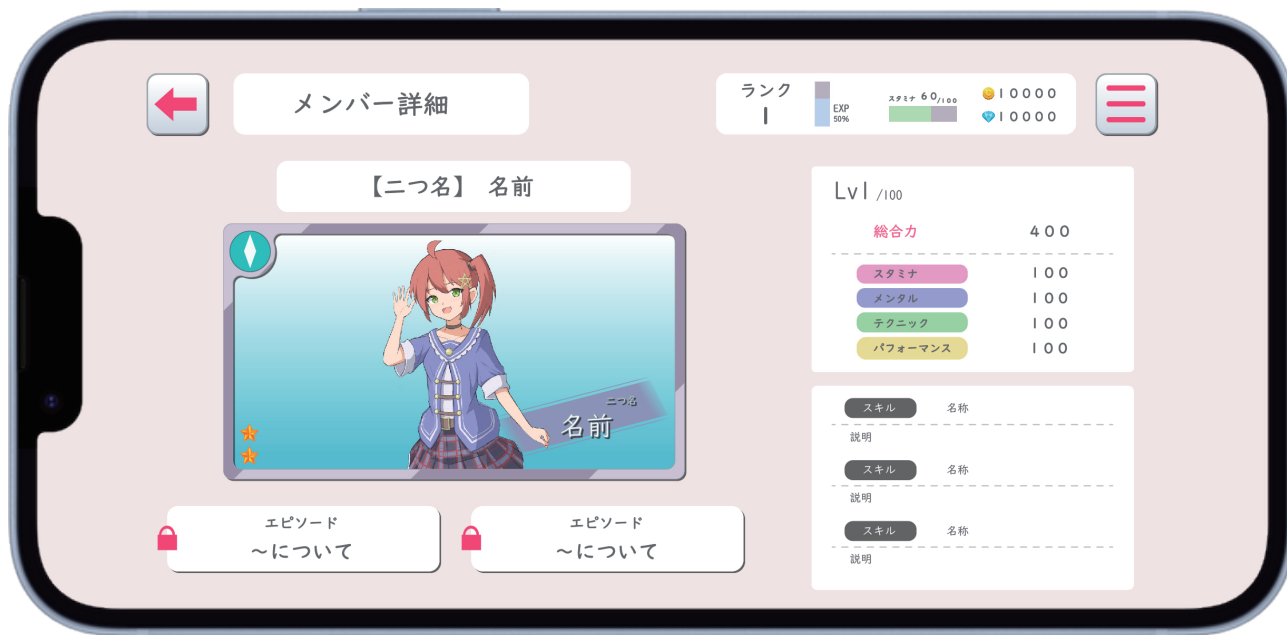 メンバー詳細
ランク
1
EXP
50%
スタミナ 60/100
10000
10000
【二つ名】 名前
二つ名
名前
エピソード
〜について
エピソード
〜について
Lv1 /100
総合力 400
スタミナ 100
メンタル 100
テクニック 100
パフォーマンス 100
スキル 名称
説明
スキル 名称
説明
スキル 名称
説明